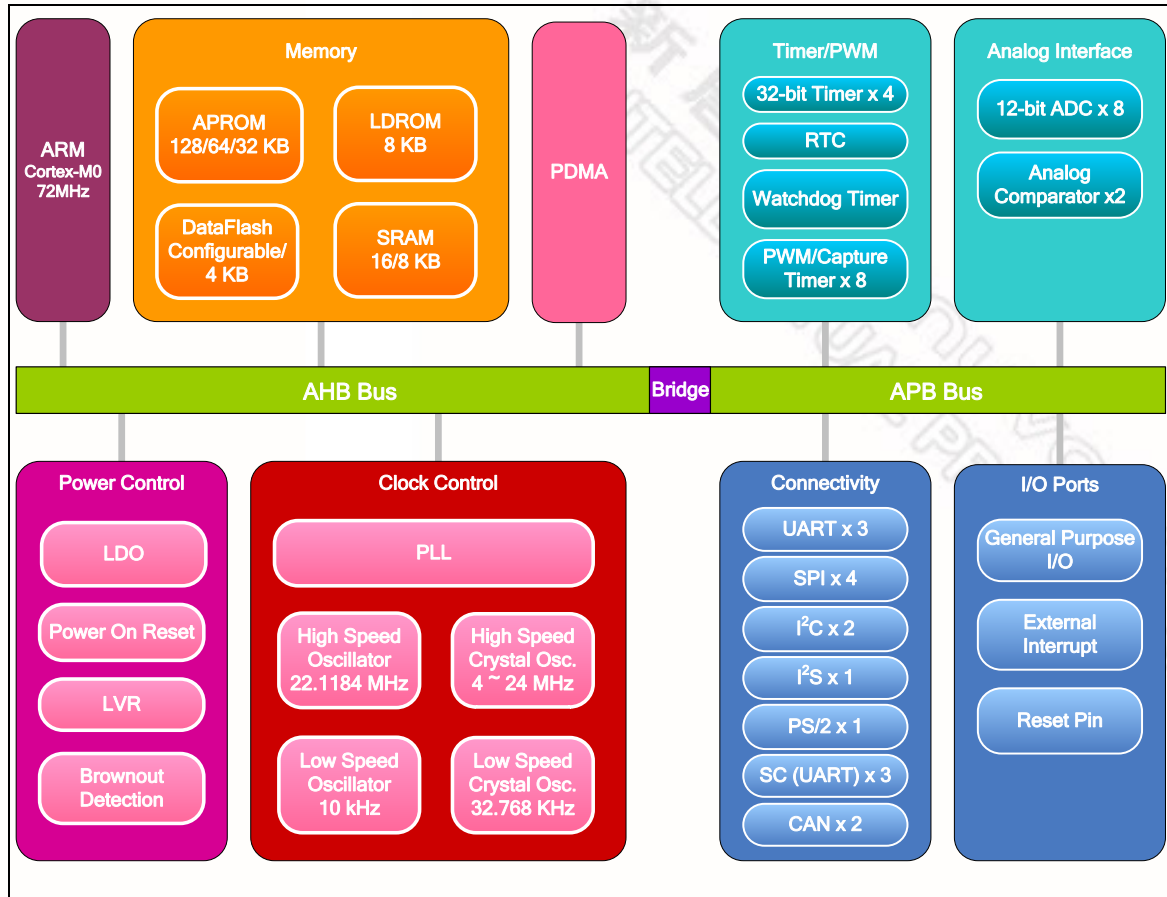 ARM
Cortex-M0
72MHz
Memory
APROM
128/64/32 KB
LDROM
8 KB
DataFlash
Configurable/
4 KB
SRAM
16/8 KB
PDMA
Timer/PWM
32-bit Timer x 4
RTC
Watchdog Timer
PWM/Capture
Timer x 8
Analog Interface
12-bit ADC x 8
Analog
Comparator x2
AHB Bus
Bridge
APB Bus
Power Control
LDO
Power On Reset
LVR
Brownout
Detection
Clock Control
PLL
High Speed
Oscillator
22.1184 MHz
High Speed
Crystal Osc.
4 ~ 24 MHz
Low Speed
Oscillator
10 kHz
Low Speed
Crystal Osc.
32.768 KHz
Connectivity
UART x 3
SPI x 4
I²C x 2
I²S x 1
PS/2 x 1
SC (UART) x 3
CAN x 2
I/O Ports
General Purpose
I/O
External
Interrupt
Reset Pin